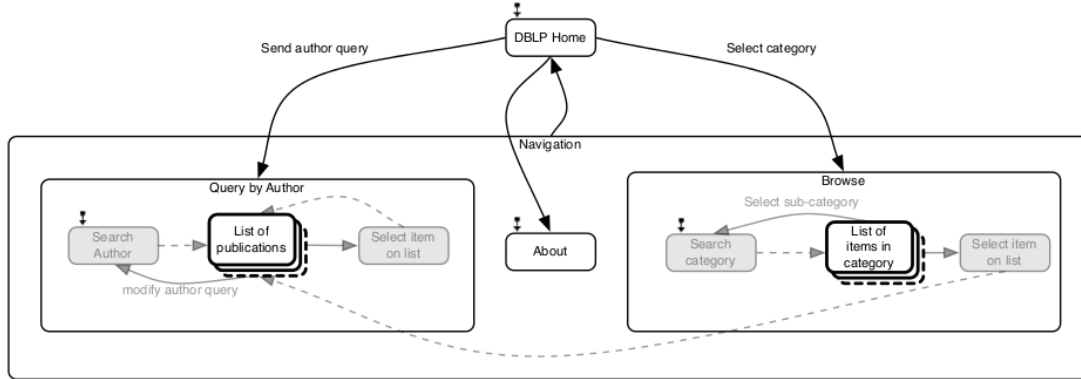 DBLP Home
Send author query
Select category
Navigation
Query by Author
Browse
List of
publications
Search
Author
Select item
on list
modify author query
About
Select sub-category
List of
items in
category
Search
category
Select item
on list